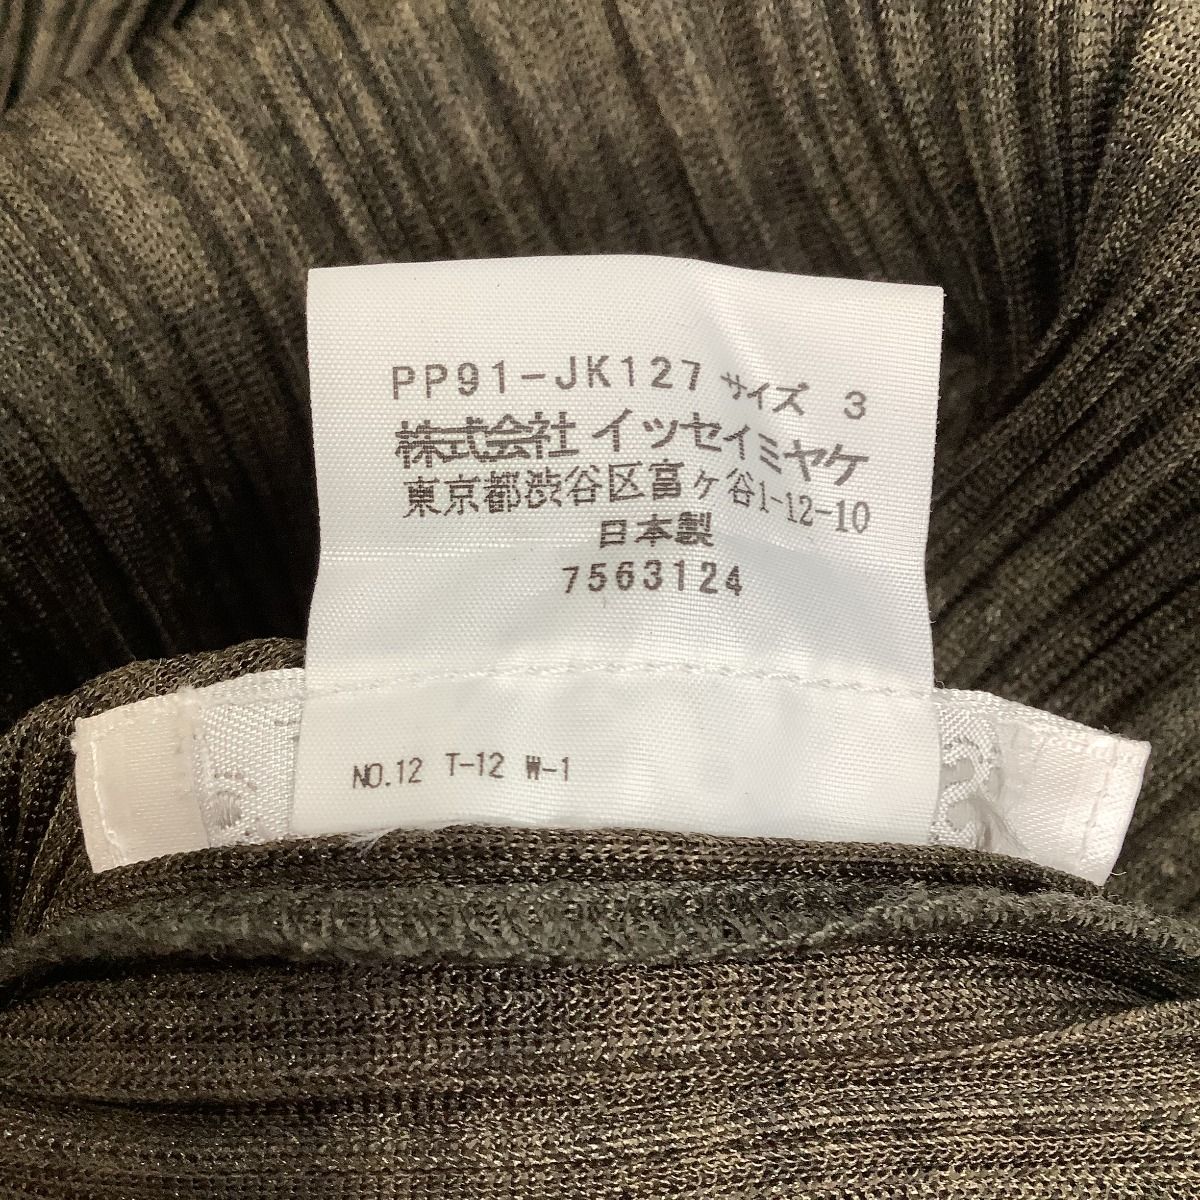 PP91-JK127 サイズ 3
株式会社 イッセイミヤケ
東京都渋谷区富ヶ谷1-12-10
日本製
7563124
NO.12 T-12 W-1